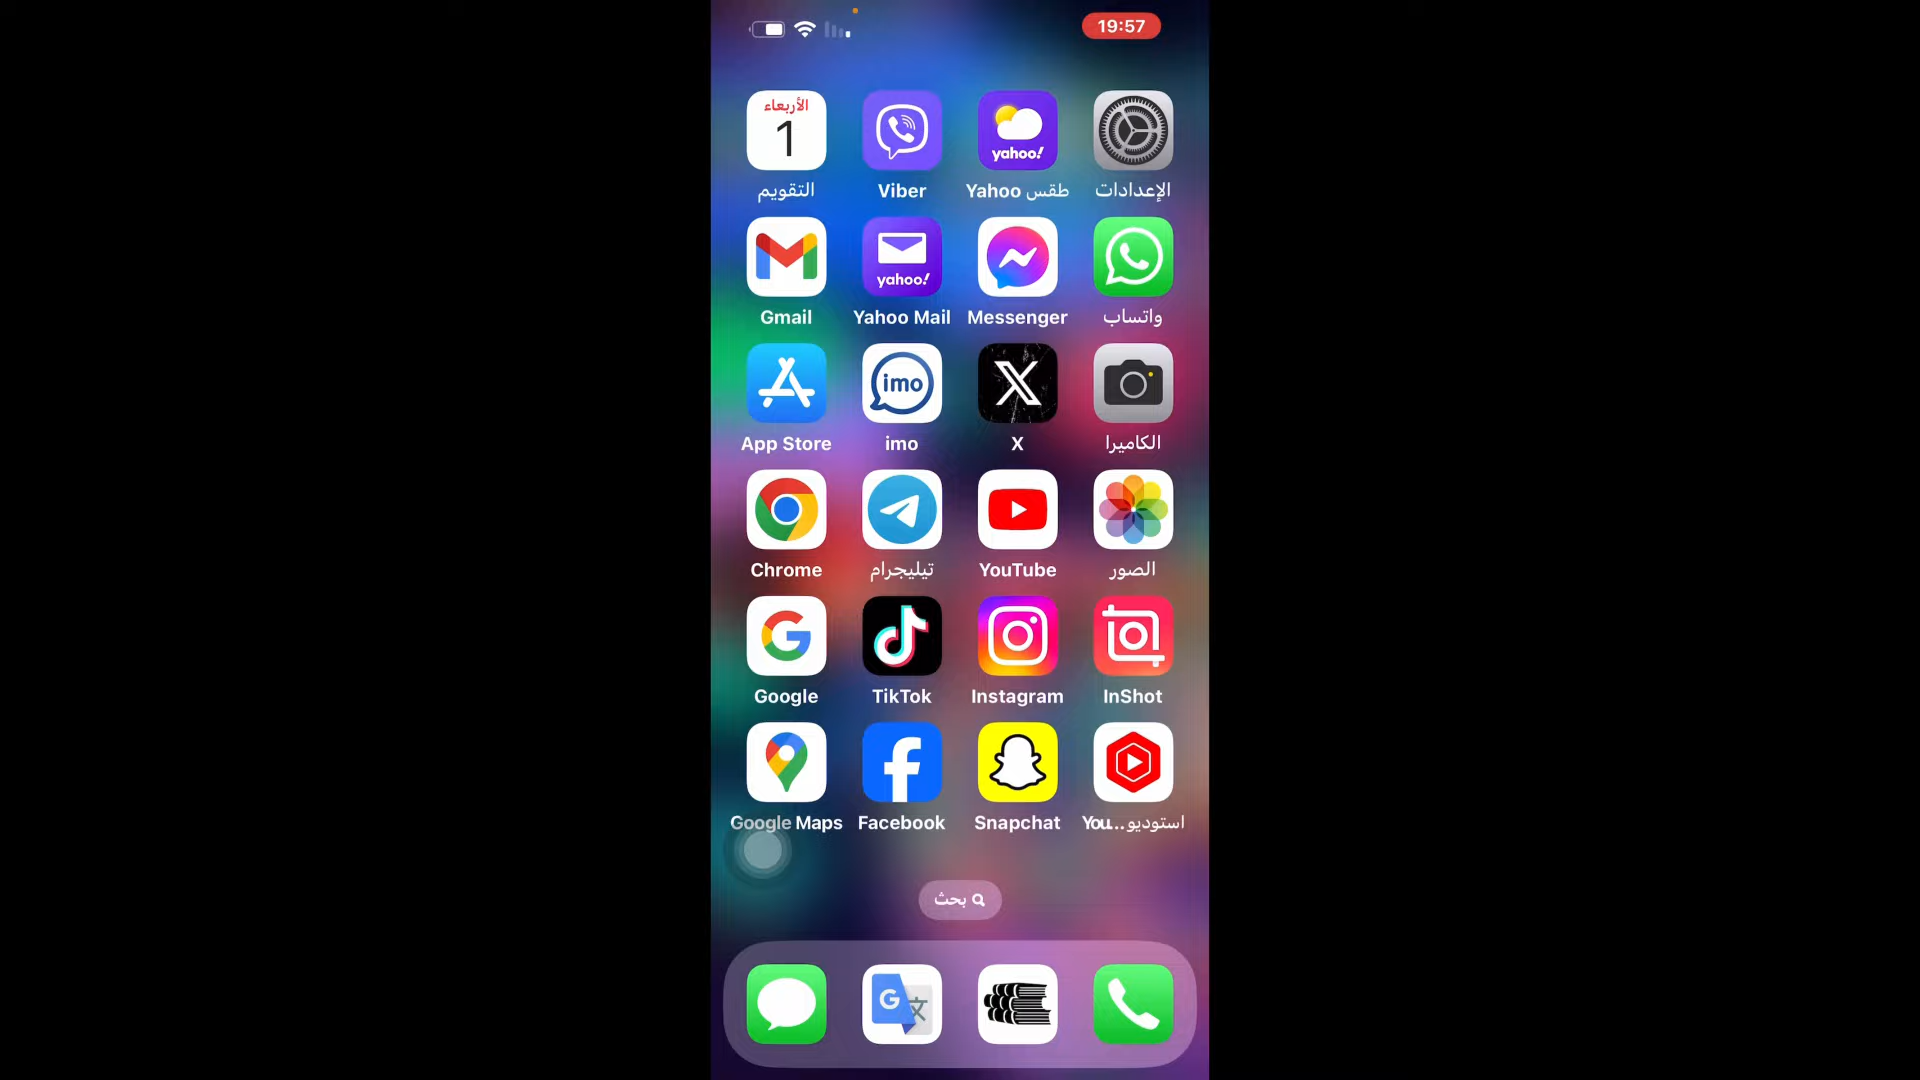 19:57
الأربعاء
1
yahoo!
الإعدادات
طقس Yahoo
Viber
التقويم
yahoo!
واتساب
Messenger
Yahoo Mail
Gmail
imo
الكاميرا
X
imo
App Store
الصور
YouTube
تيليجرام
Chrome
InShot
Instagram
TikTok
Google
استوديو...You
Snapchat
Facebook
Google Maps
بحث
G 文